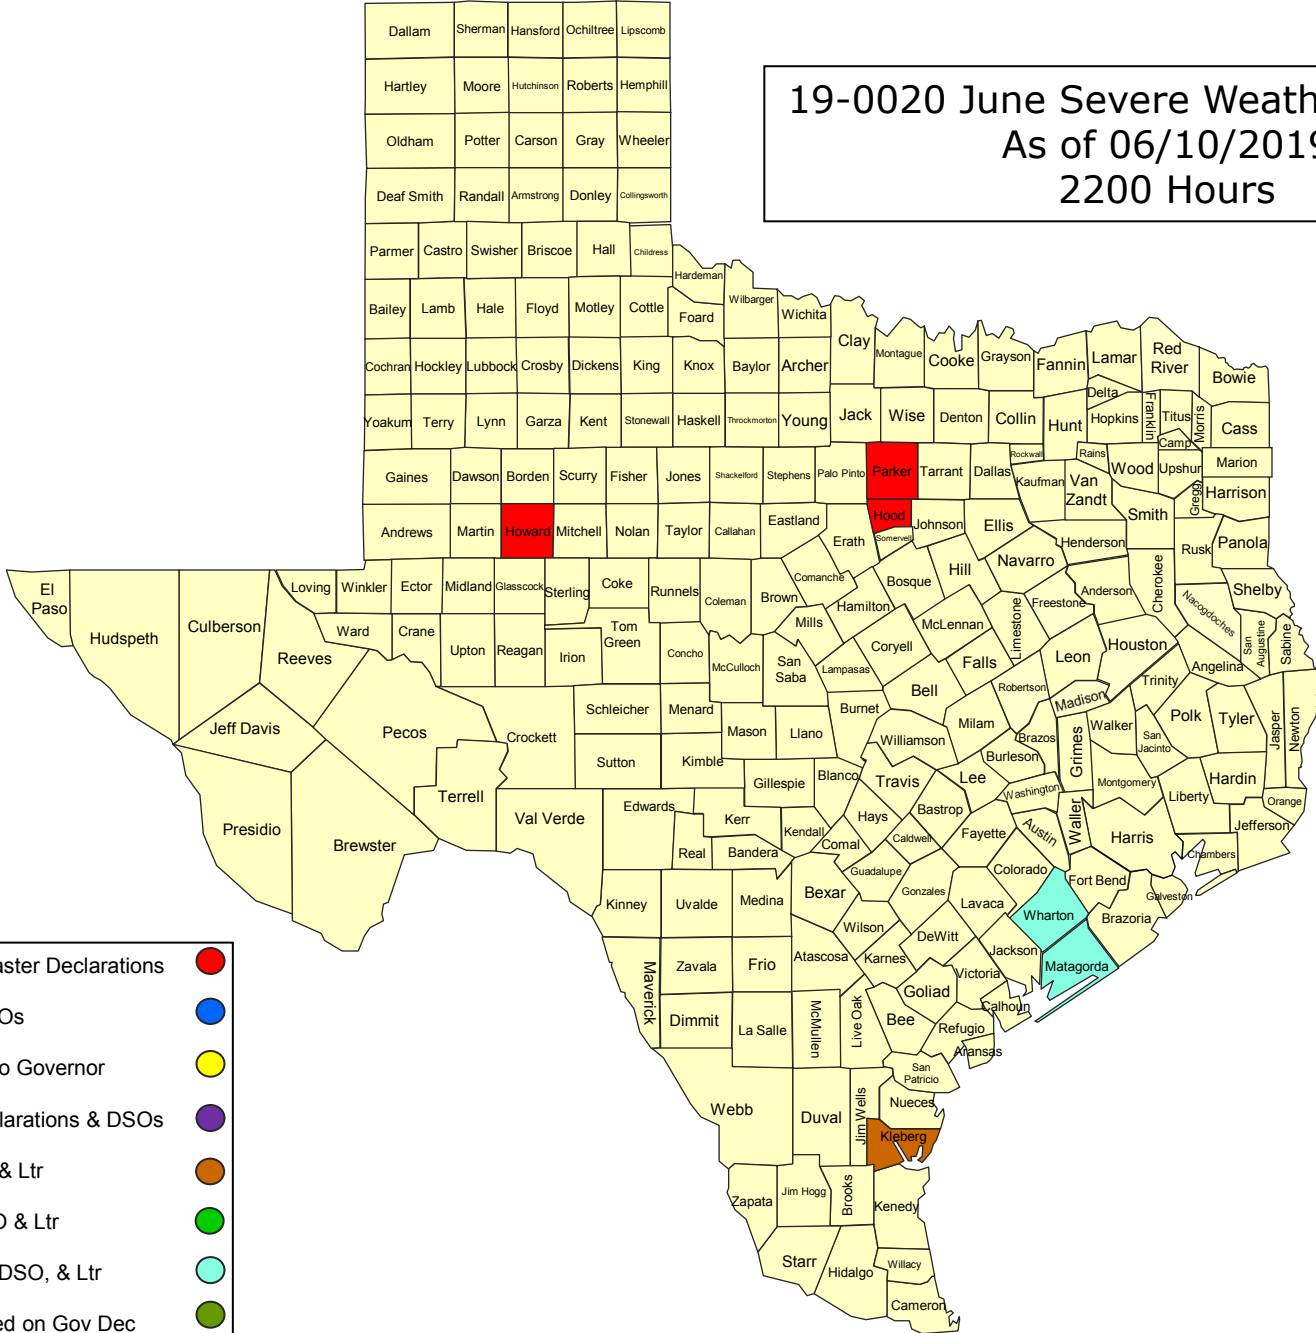 Dallam Sherman Hansford Ochiltree Lipscomb
Hartley Moore Hutchinson Roberts Hemphill
19-0020 June Severe Weath
As of 06/10/2019
2200 Hours
Oldham Potter Carson Gray Wheeler
Deaf Smith Randall Armstrong Donley Collingsworth
Parmer Castro Swisher Briscoe Hall Childress
Hardeman
Bailey Lamb Hale Floyd Motley Cottle Foard Wilbarger Wichita
Clay Montague Cooke Grayson Fannin Lamar Red
River Bowie
Cochran Hockley Lubbock Crosby Dickens King Knox Baylor Archer
Delta
Yoakum Terry Lynn Garza Kent Stonewall Haskell Throckmorton Young Jack Wise Denton Collin Hunt Hopkins Franklin Titus Morris Cass
Camp
Gaines Dawson Borden Scurry Fisher Jones Shackelford Stephens Palo Pinto Parker Tarrant Dallas Rockwall Rains Wood Upshur Marion
Kaufman Van
Zandt Gregg Harrison
Andrews Martin Howard Mitchell Nolan Taylor Callahan Eastland Hood Johnson Ellis Smith
Erath Somervell Henderson Rusk Panola
El
Paso Hudspeth Culberson Loving Winkler Ector Midland Glasscock Sterling Coke Runnels Coleman Brown Comanche Bosque Hill Navarro Anderson Cherokee Shelby
Hamilton Freestone Nacogdoches
Reeves Ward Crane Upton Reagan Irion Tom
Green Concho McCulloch San
Saba Mills Lampasas Coryell McLennan Limestone Falls Leon Houston San
Augustine Sabine
Angelina
Trinity
Jeff Davis Pecos Crockett Schleicher Menard Mason Llano Burnet Bell Milam Robertson Madison Walker San
Jacinto Polk Tyler Jasper Newton
Williamson Brazos Grimes
Burleson
Terrell Sutton Kimble Gillespie Blanco Travis Lee Washington Montgomery Liberty Hardin
Orange
Presidio Brewster Val Verde Edwards Kerr Kendall Hays Bastrop Fayette Austin Waller Harris Jefferson
Real Bandera Comal Caldwell Chambers
Kinney Uvalde Medina Bexar Guadalupe Gonzales Lavaca Colorado Fort Bend Galveston
Wharton Brazoria
Wilson DeWitt
Maverick Zavala Frio Atascosa Karnes Jackson Matagorda
Goliad Victoria
Dimmit La Salle McMullen Live Oak Bee Refugio Calhoun
Aransas
San
Patricio
Webb Duval Jim Wells Nueces
Kleberg
Zapata Jim Hogg Brooks Kenedy
Starr Hidalgo Willacy
Cameron
aster Declarations
Os
o Governor
larations & DSOs
& Ltr
O & Ltr
DSO, & Ltr
ed on Gov Dec